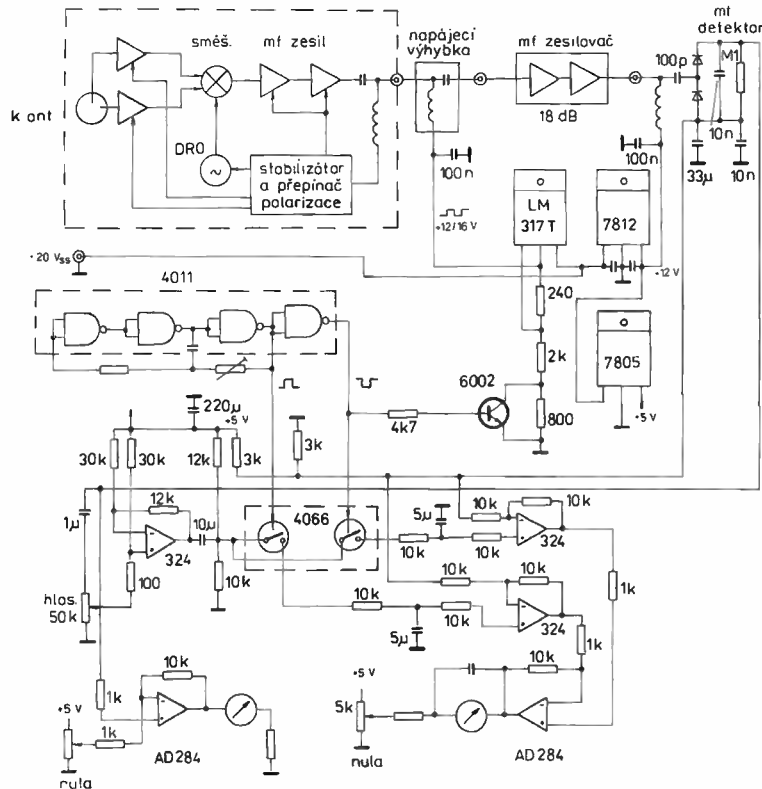 k ont
směš.
mf zesil
DRO
~
stabilizátor
a přepínač
polarizace
napájecí
výhybka
100n
+12/16 V
mf zesilovač
18 dB
100p
100n
mf
detektor
M1
10n
33µ
10n
LM
317 T
7812
+12 V
240
2k
800
7805
+5 V
6002
4k7
+20 Vss
4011
220µ
+5 V
30k
30k
12k
3k
3k
12k
1µ
324
10µ
100
10k
hlas.
50k
4066
5µ
10k
10k
10k
10k
324
10k
10k
10k
10k
324
5µ
1k
1k
10k
+5 V
1k
1k
10k
AD284
nula
+5 V
5k
nula
AD284